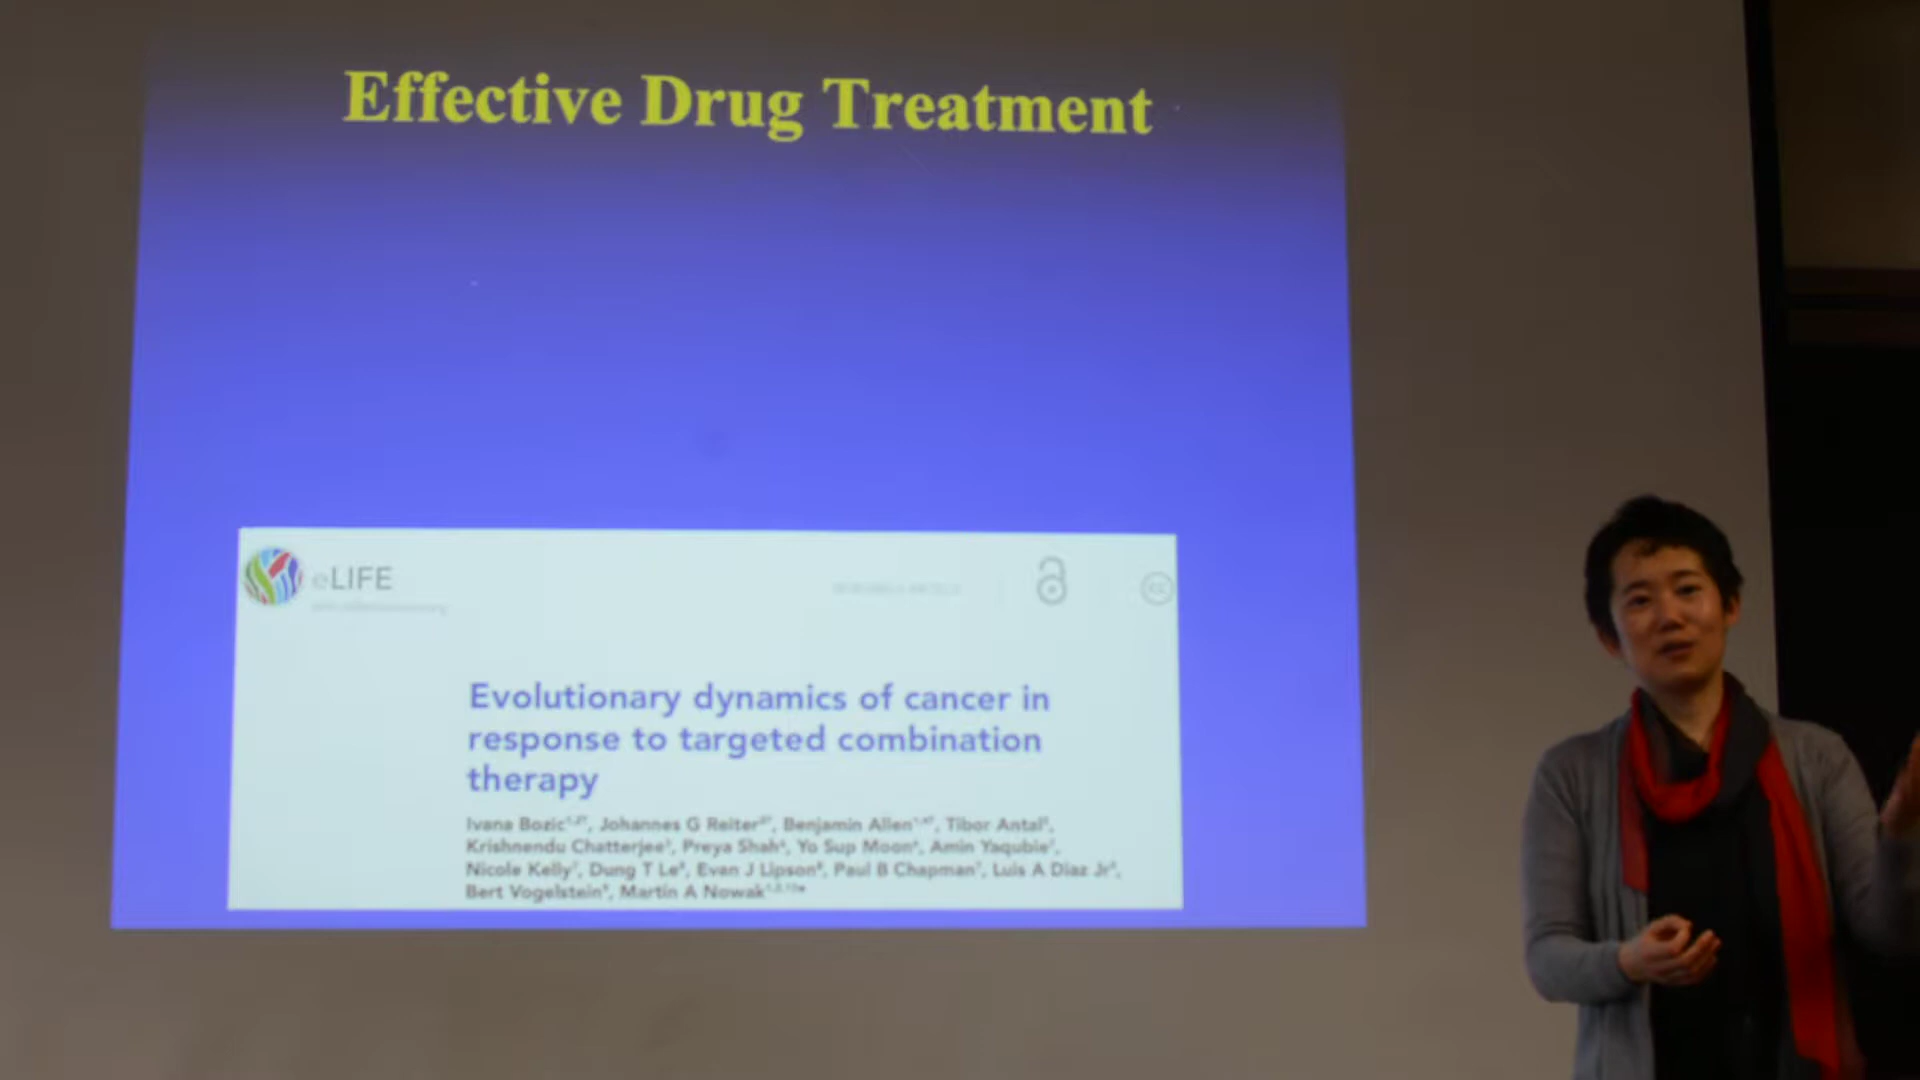 Effective Drug Treatment
eLIFE
Evolutionary dynamics of cancer in
response to targeted combination
therapy
Ivana Bozic, Johannes G Reiter, Benjamin Allen, Tibor Antal,
Krishnendu Chatterjee, Preya Shah, Yo Sup Moon, Amin Yaqubie,
Nicole Kelly, Dung T Le, Evan J Lipson, Paul B Chapman, Luis A Diaz Jr,
Bert Vogelstein, Martin A Nowak